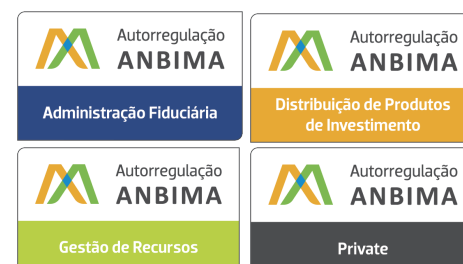 Autorregulação
ANBIMA
Administração Fiduciária
Autorregulação
ANBIMA
Distribuição de Produtos
de Investimento
Autorregulação
ANBIMA
Gestão de Recursos
Autorregulação
ANBIMA
Private